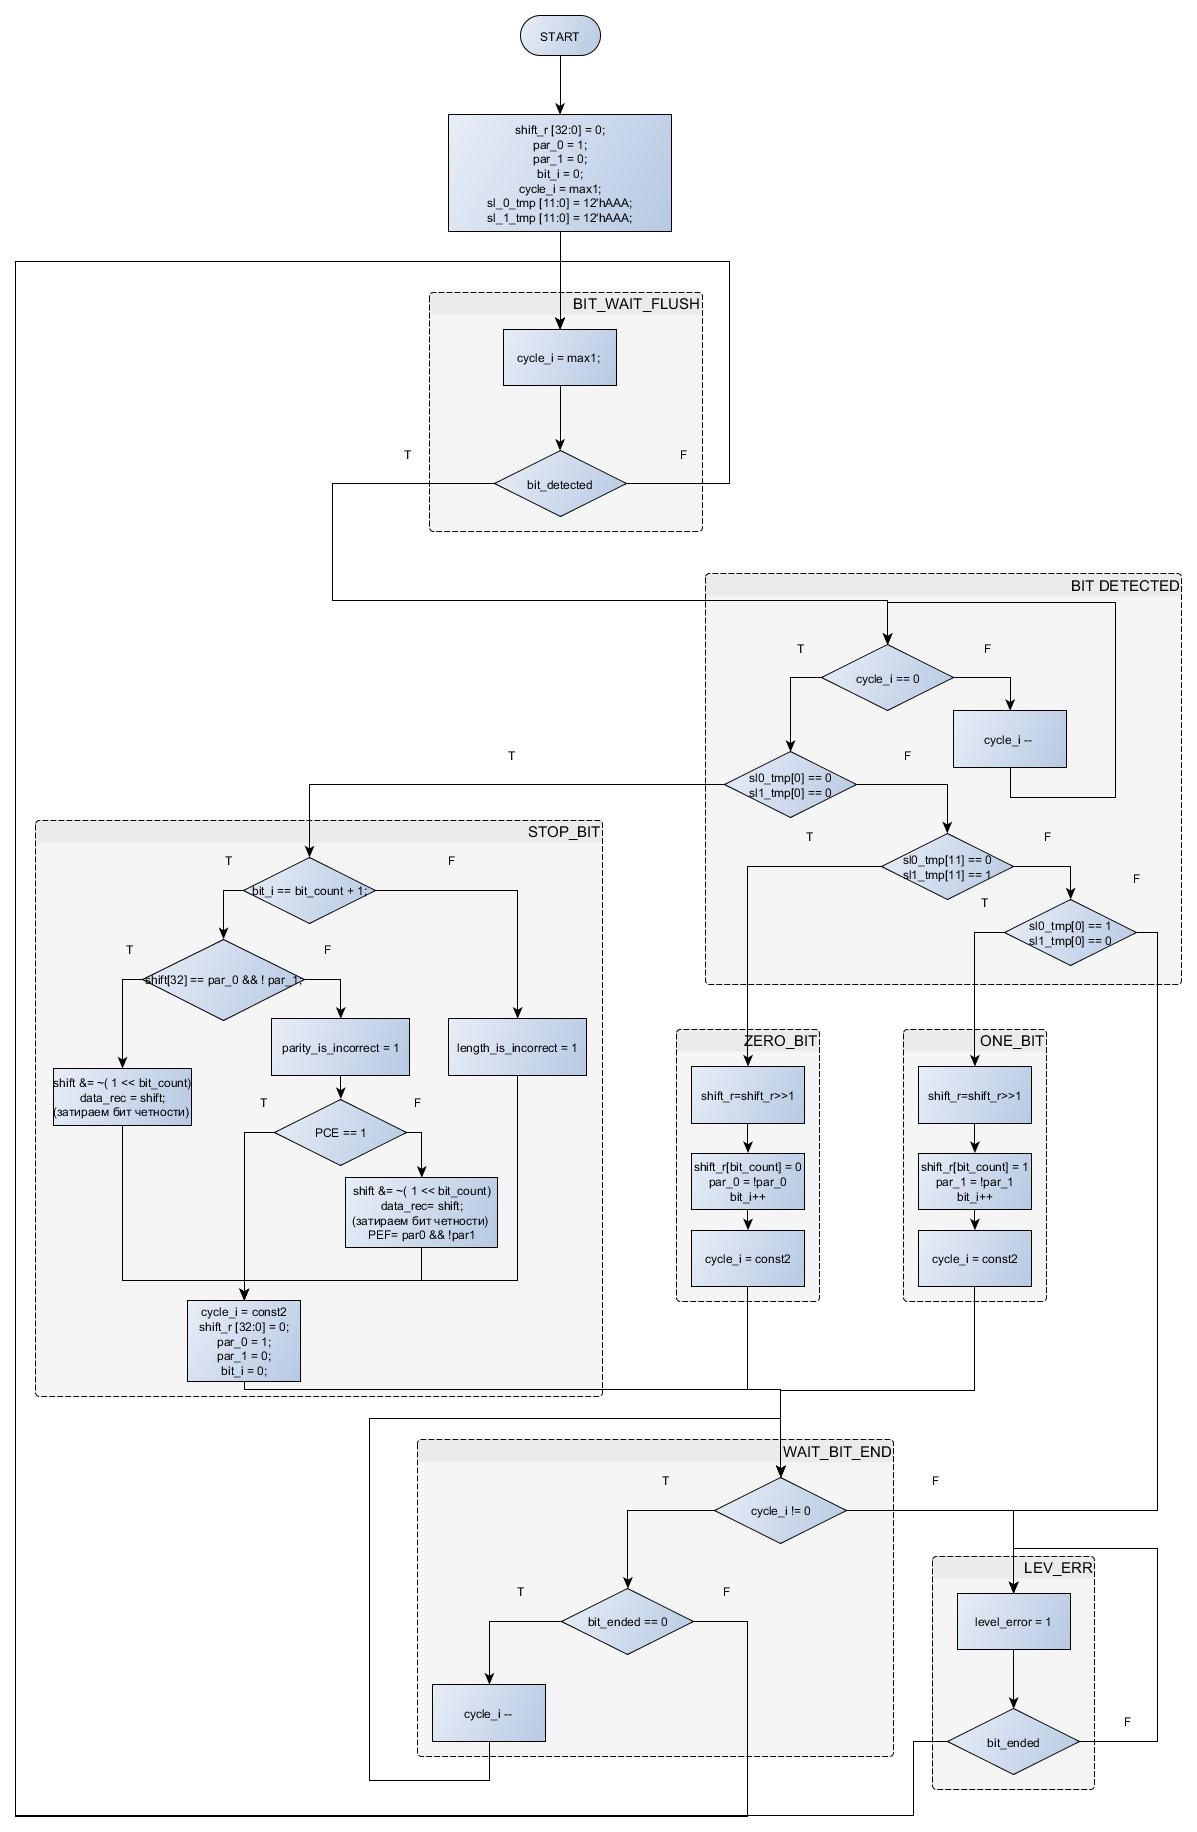 START
shift_r [32:0] = 0;
par_0 = 1;
par_1 = 0;
bit_i = 0;
cycle_i = max1;
sl_0_tmp [11:0] = 12'hAAA;
sl_1_tmp [11:0] = 12'hAAA;
BIT_WAIT_FLUSH
cycle_i = max1;
T
F
bit_detected
BIT DETECTED
T
F
cycle_i == 0
cycle_i --
T
F
sl0_tmp[0] == 0
sl1_tmp[0] == 0
T
F
sl0_tmp[11] == 0
sl1_tmp[11] == 1
T
F
sl0_tmp[0] == 1
sl1_tmp[0] == 0
STOP_BIT
T
F
bit_i == bit_count + 1;
T
F
shift[32] == par_0 && ! par_1;
parity_is_incorrect = 1
length_is_incorrect = 1
shift &= ~( 1 << bit_count)
data_rec = shift;
(затираем бит четности)
T
F
PCE == 1
shift &= ~( 1 << bit_count)
data_rec= shift;
(затираем бит четности)
PEF= par0 && !par1
cycle_i = const2
shift_r [32:0] = 0;
par_0 = 1;
par_1 = 0;
bit_i = 0;
ZERO_BIT
shift_r=shift_r>>1
shift_r[bit_count] = 0
par_0 = !par_0
bit_i++
cycle_i = const2
ONE_BIT
shift_r=shift_r>>1
shift_r[bit_count] = 1
par_1 = !par_1
bit_i++
cycle_i = const2
WAIT_BIT_END
T
F
cycle_i != 0
T
F
bit_ended == 0
cycle_i --
LEV_ERR
level_error = 1
F
bit_ended